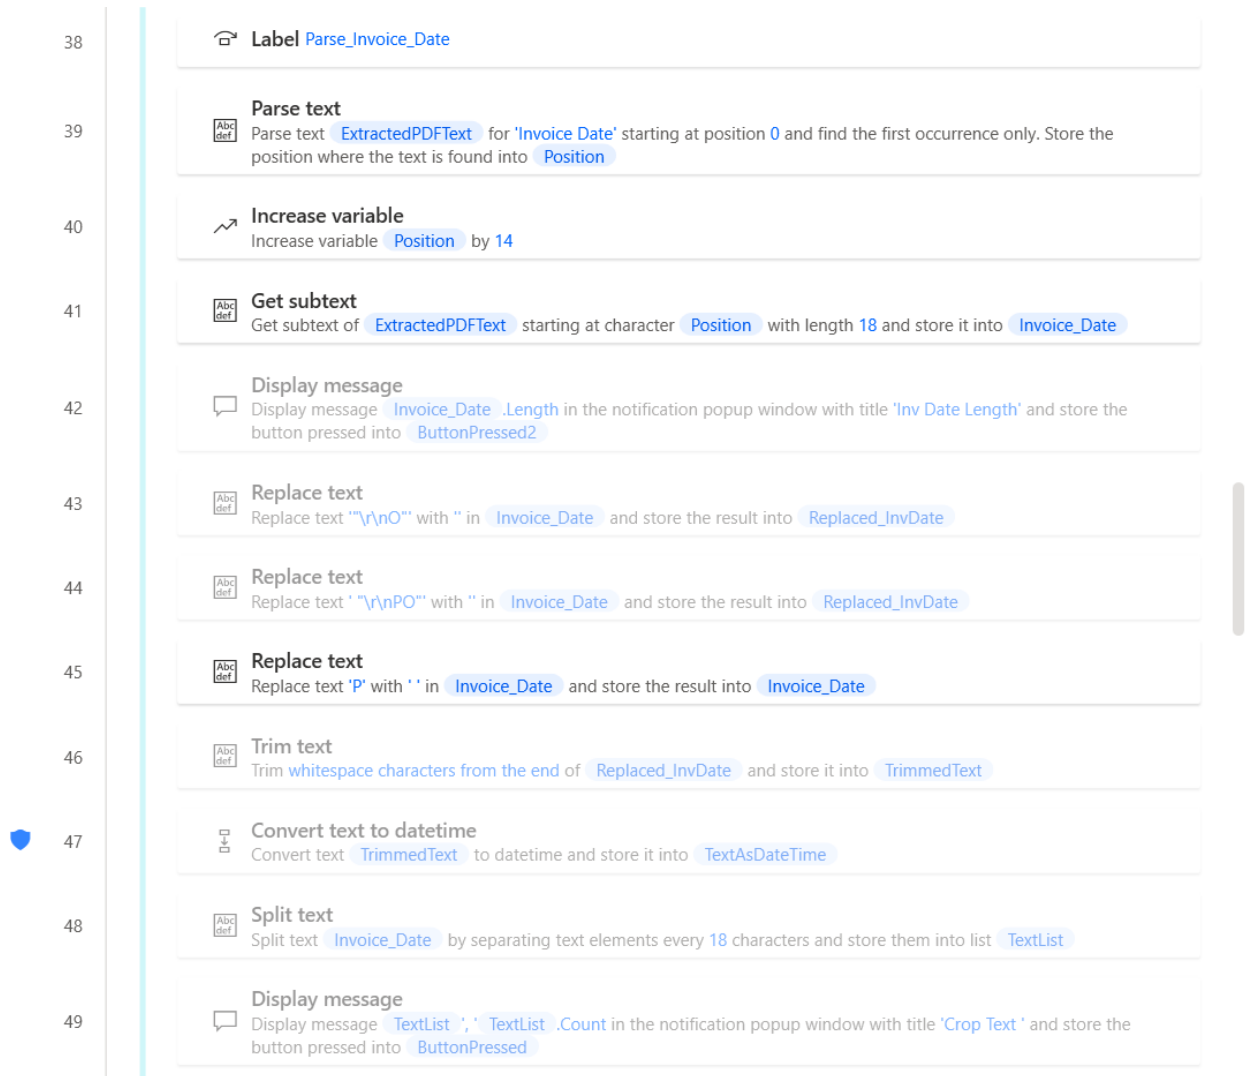 38
Label Parse_Invoice_Date
39
Parse text
Parse text ExtractedPDFText for 'Invoice Date' starting at position 0 and find the first occurrence only. Store the
position where the text is found into Position
40
Increase variable
Increase variable Position by 14
41
Get subtext
Get subtext of ExtractedPDFText starting at character Position with length 18 and store it into Invoice_Date
42
Display message
Display message Invoice_Date .Length in the notification popup window with title 'Inv Date Length' and store the
button pressed into ButtonPressed2
43
Replace text
Replace text '"\r\nO"' with '' in Invoice_Date and store the result into Replaced_InvDate
44
Replace text
Replace text ' "\r\nPO"' with '' in Invoice_Date and store the result into Replaced_InvDate
45
Replace text
Replace text 'P' with ' ' in Invoice_Date and store the result into Invoice_Date
46
Trim text
Trim whitespace characters from the end of Replaced_InvDate and store it into TrimmedText
47
Convert text to datetime
Convert text TrimmedText to datetime and store it into TextAsDateTime
48
Split text
Split text Invoice_Date by separating text elements every 18 characters and store them into list TextList
49
Display message
Display message TextList ', ' TextList .Count in the notification popup window with title 'Crop Text ' and store the
button pressed into ButtonPressed